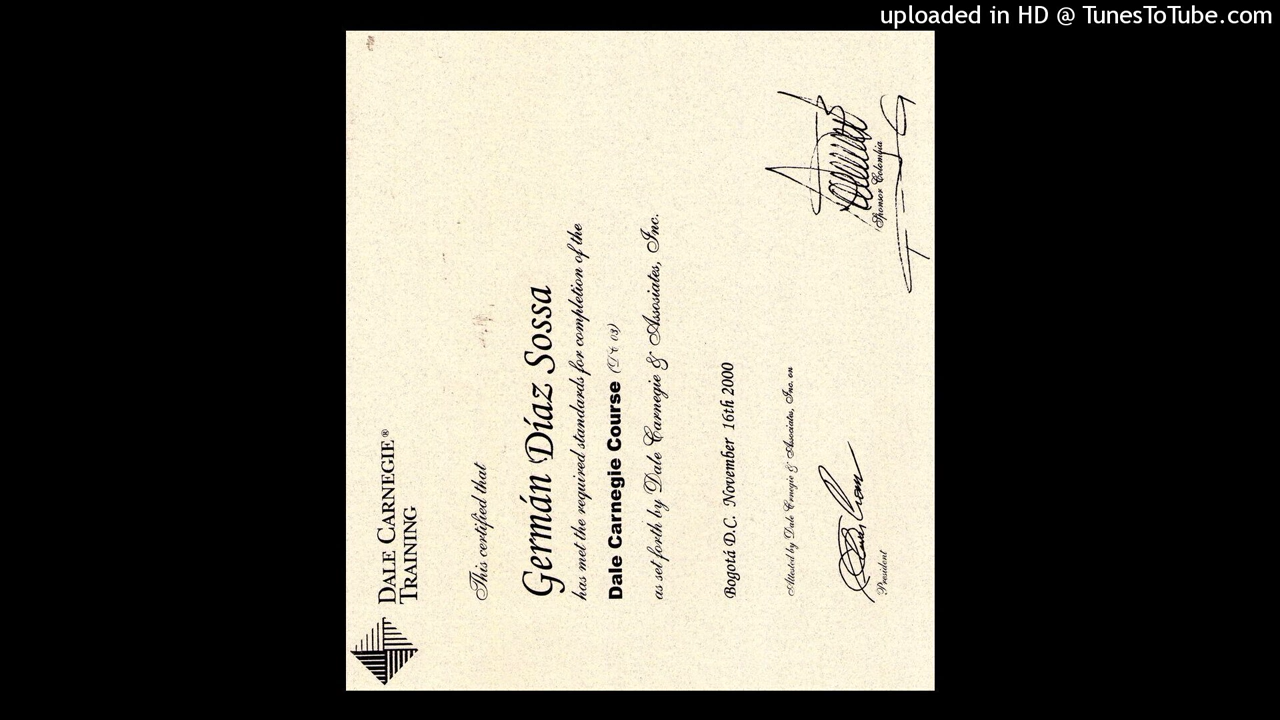 uploaded in HD @ TunesToTube.com
DALE CARNEGIE®
TRAINING
This certified that
Germán Díaz Sossa
has met the required standards for completion of the
Dale Carnegie Course
as set forth by Dale Carnegie & Assosiates, Inc.
Bogotá D.C. November 16th 2000
Attested by Dale Crnegie & Associates, Inc. on
President
Sponsor Colombia